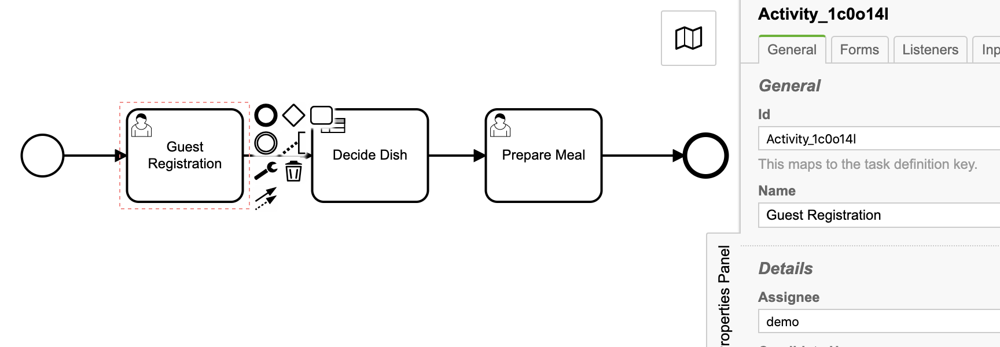 Activity_1c0o14l
General
Forms
Listeners
Inp
General
Id
Activity_1c0o14l
This maps to the task definition key.
Name
Guest Registration
Details
Assignee
demo
Guest
Registration
Decide Dish
Prepare Meal
roperties Panel